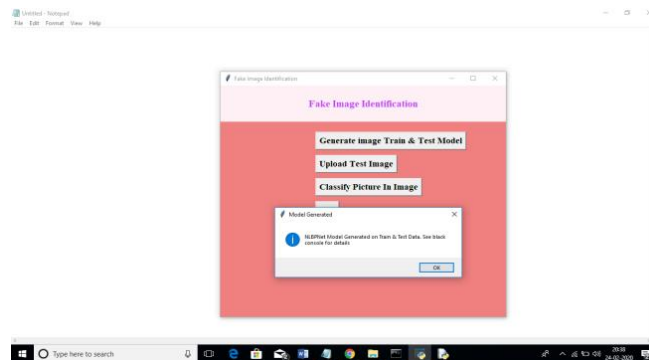 Untitled - Notepad
File Edit Format View Help
Fake Image Identification
Fake Image Identification
Generate image Train & Test Model
Upload Test Image
Classify Picture In Image
Model Generated
NLBPNet Model Generated on Train & Test Data. See black
console for details
OK
Type here to search
20:38
24-02-2020